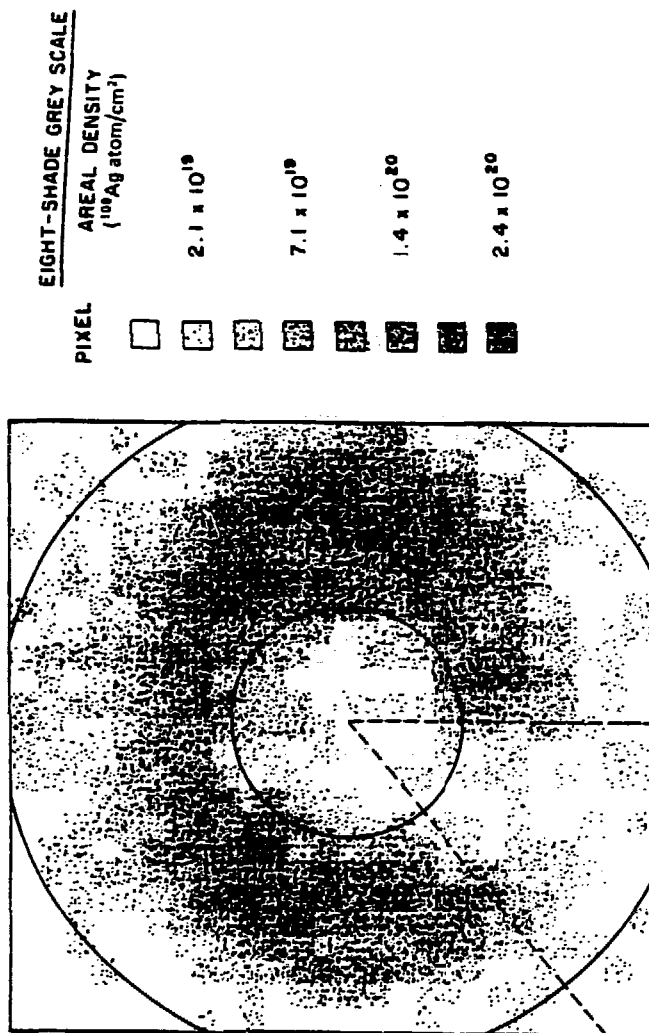 EIGHT-SHADE GREY SCALE
PIXEL AREAL DENSITY
(¹⁰⁹Ag atom/cm²)
2.1 x 10¹⁹
7.1 x 10¹⁹
1.4 x 10²⁰
2.4 x 10²⁰